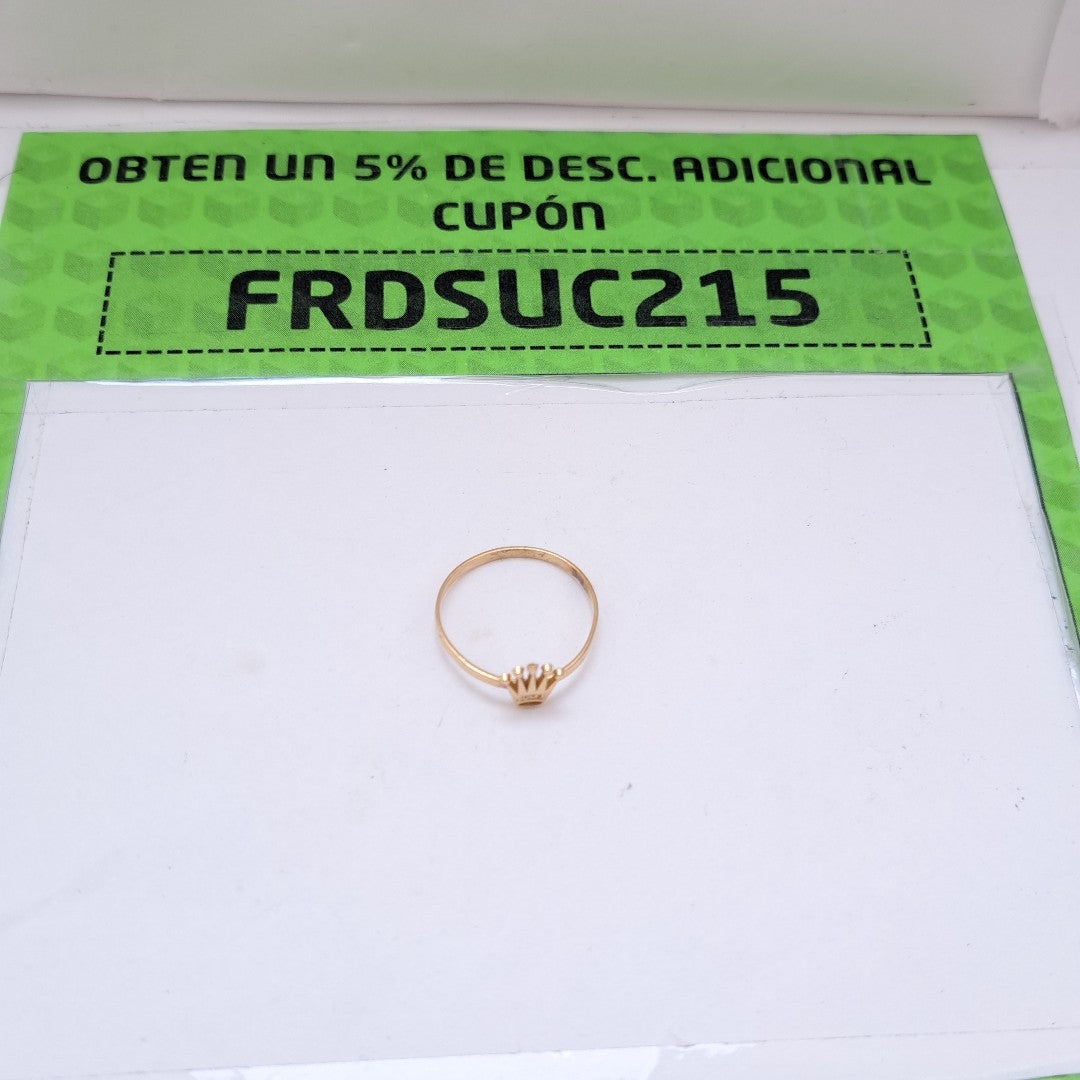 OBTEN UN 5% DE DESC. ADICIONAL
CUPÓN
FRDSUC215